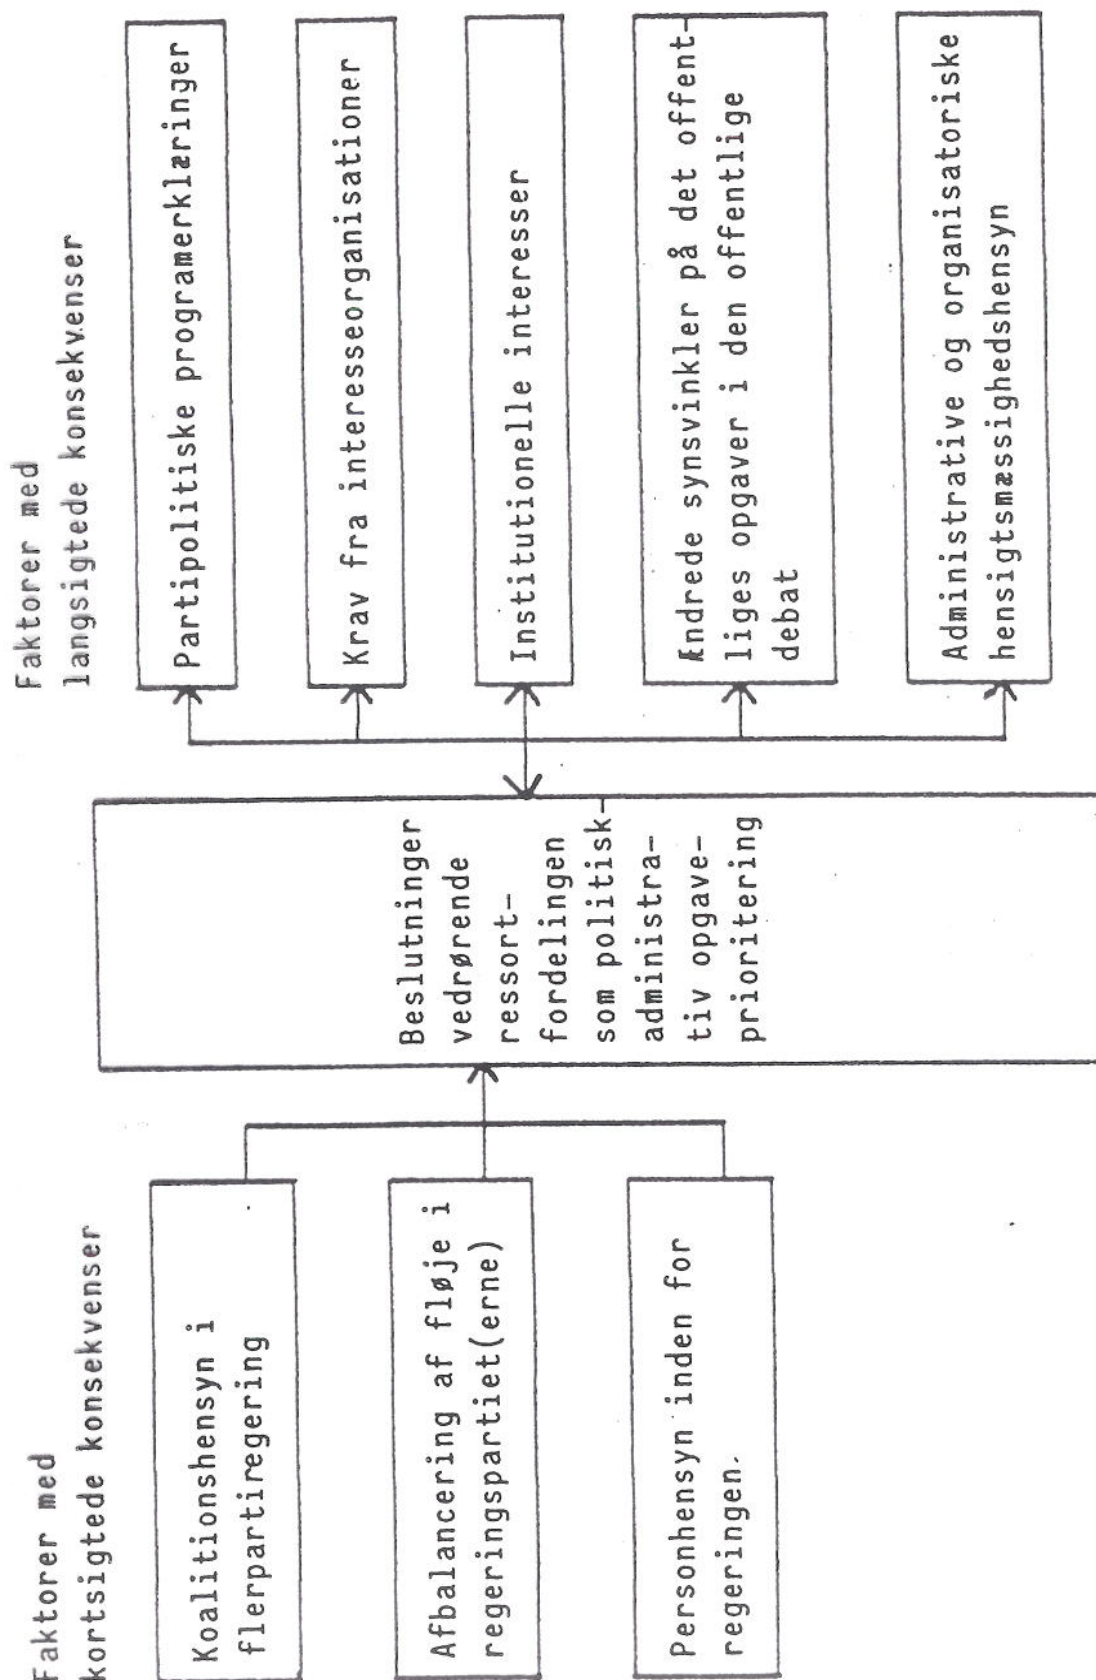 Faktorer med
kortsigtede konsekvenser
Koalitionshensyn i
flerpartiregering
Afbalancering af fløje i
regeringspartiet(erne)
Personhensyn inden for
regeringen.
Beslutninger
vedrørende
ressort-
fordelingen
som politisk-
administra-
tiv opgave-
prioritering
Faktorer med
langsigtede konsekvenser
Partipolitiske programerklæringer
Krav fra interesseorganisationer
Institutionelle interesser
Ændrede synsvinkler på det offent-
liges opgaver i den offentlige
debat
Administrative og organisatoriske
hensigtsmæssighedshensyn